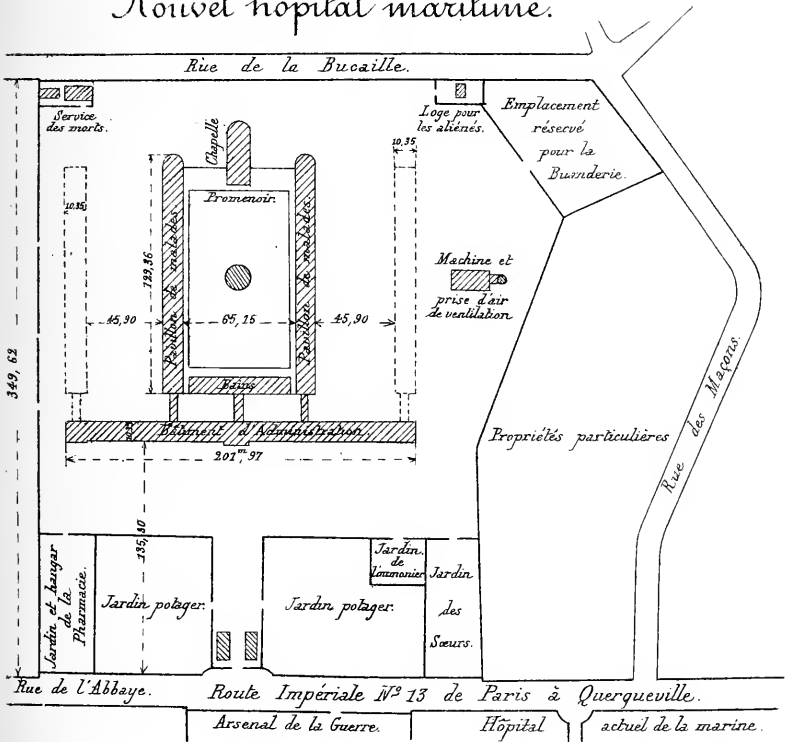 Nouvel hôpital maritime.
Rue de la Bucaille.
Service
des morts.
Chapelle
Loge pour
les aliénés.
Emplacement
réservé
pour la
Buanderie.
10,35
10,35
Promenoir.
129,36
Pavillon de malades
Pavillon de malades
Machine et
prise d'air
de ventilation
45,90
65,15
45,90
349,62
Bains
Bâtiment d'Administration.
201m,97
Propriétés particulières
Rue des Maçons.
135,80
Jardin et hangar
de la
Pharmacie.
Jardin potager.
Jardin potager.
Jardin
de
l'aumonier
Jardin
des
Sœurs.
Rue de l'Abbaye.
Route Impériale Nº 13 de Paris à Querqueville.
Arsenal de la Guerre.
Hôpital actuel de la marine.